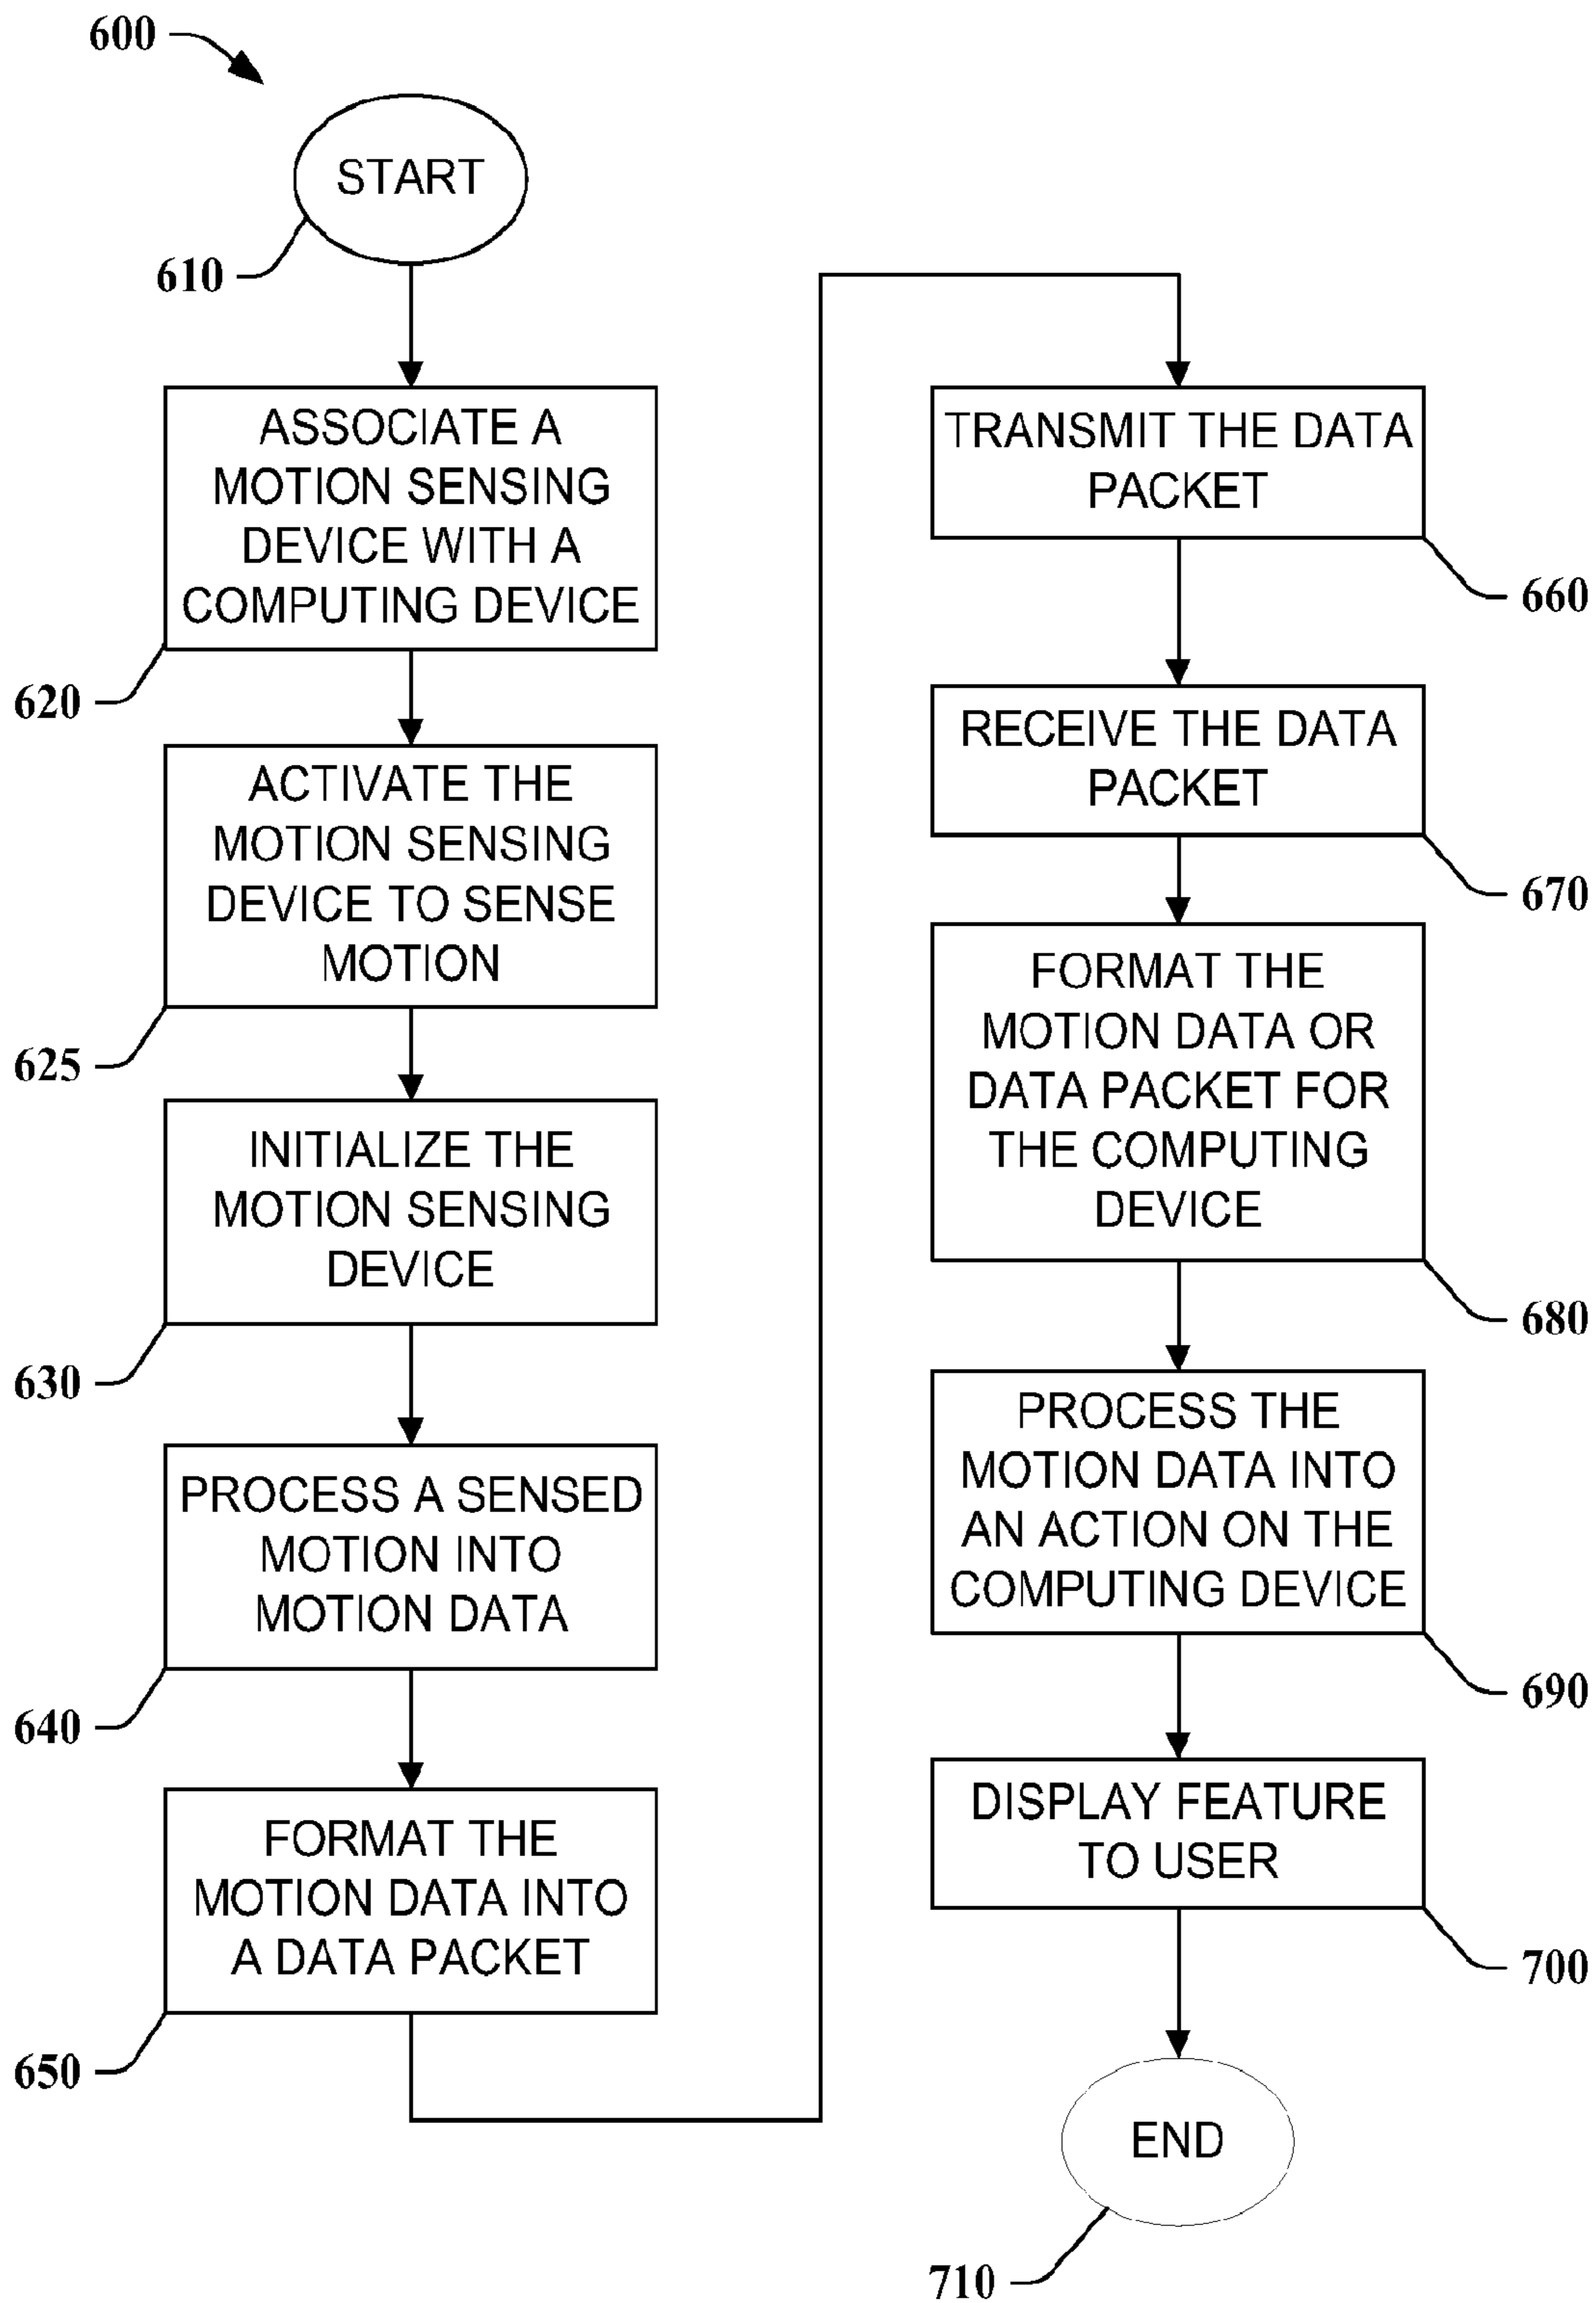 600
START
610
ASSOCIATE A
MOTION SENSING
DEVICE WITH A
COMPUTING DEVICE
620
ACTIVATE THE
MOTION SENSING
DEVICE TO SENSE
MOTION
625
INITIALIZE THE
MOTION SENSING
DEVICE
630
PROCESS A SENSED
MOTION INTO
MOTION DATA
640
FORMAT THE
MOTION DATA INTO
A DATA PACKET
650
TRANSMIT THE DATA
PACKET
660
RECEIVE THE DATA
PACKET
670
FORMAT THE
MOTION DATA OR
DATA PACKET FOR
THE COMPUTING
DEVICE
680
PROCESS THE
MOTION DATA INTO
AN ACTION ON THE
COMPUTING DEVICE
690
DISPLAY FEATURE
TO USER
700
END
710